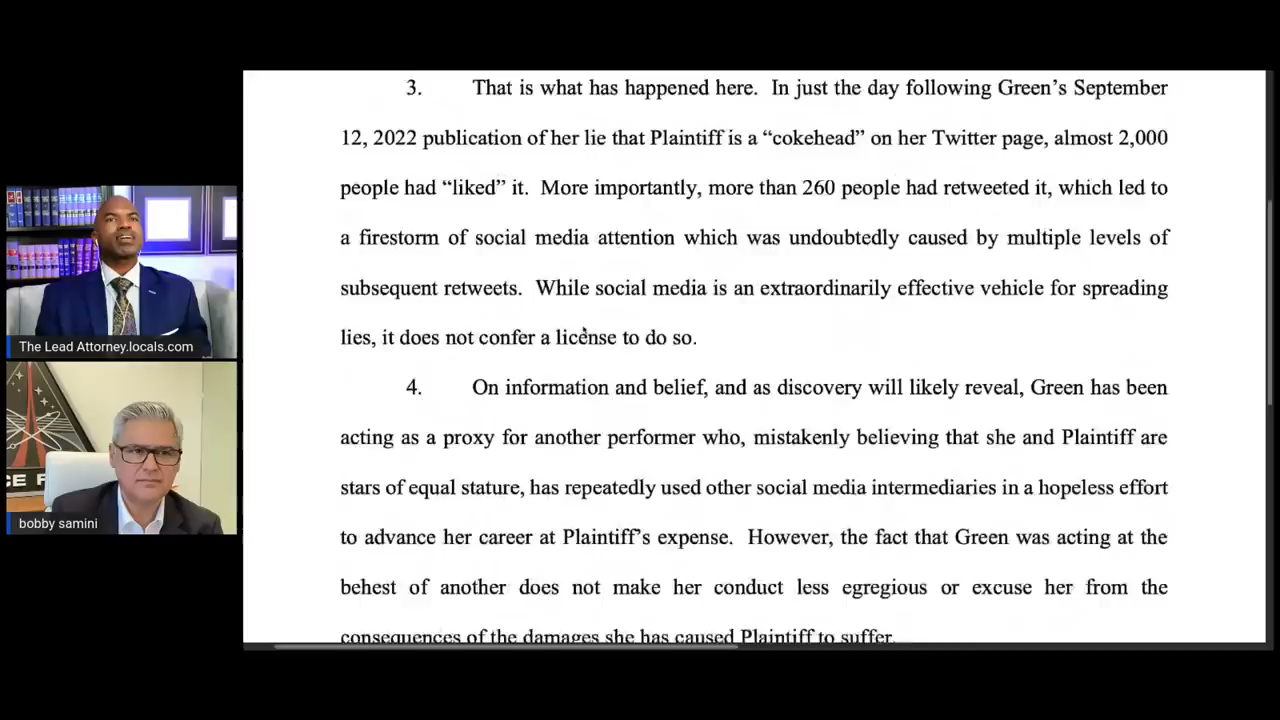 3. That is what has happened here. In just the day following Green’s September
12, 2022 publication of her lie that Plaintiff is a “cokehead” on her Twitter page, almost 2,000
people had “liked” it. More importantly, more than 260 people had retweeted it, which led to
a firestorm of social media attention which was undoubtedly caused by multiple levels of
subsequent retweets. While social media is an extraordinarily effective vehicle for spreading
lies, it does not confer a license to do so.
4. On information and belief, and as discovery will likely reveal, Green has been
acting as a proxy for another performer who, mistakenly believing that she and Plaintiff are
stars of equal stature, has repeatedly used other social media intermediaries in a hopeless effort
to advance her career at Plaintiff’s expense. However, the fact that Green was acting at the
behest of another does not make her conduct less egregious or excuse her from the
consequences of the damages she has caused Plaintiff to suffer.
The Lead Attorney.locals.com
CE F
bobby samini